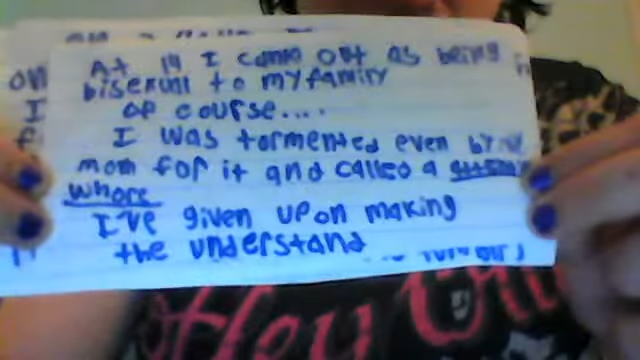 At 14 I came out as being
bisexual to my family
of course....
I was tormented even by
mom for it and called a
whore
I've given up on making
the understand